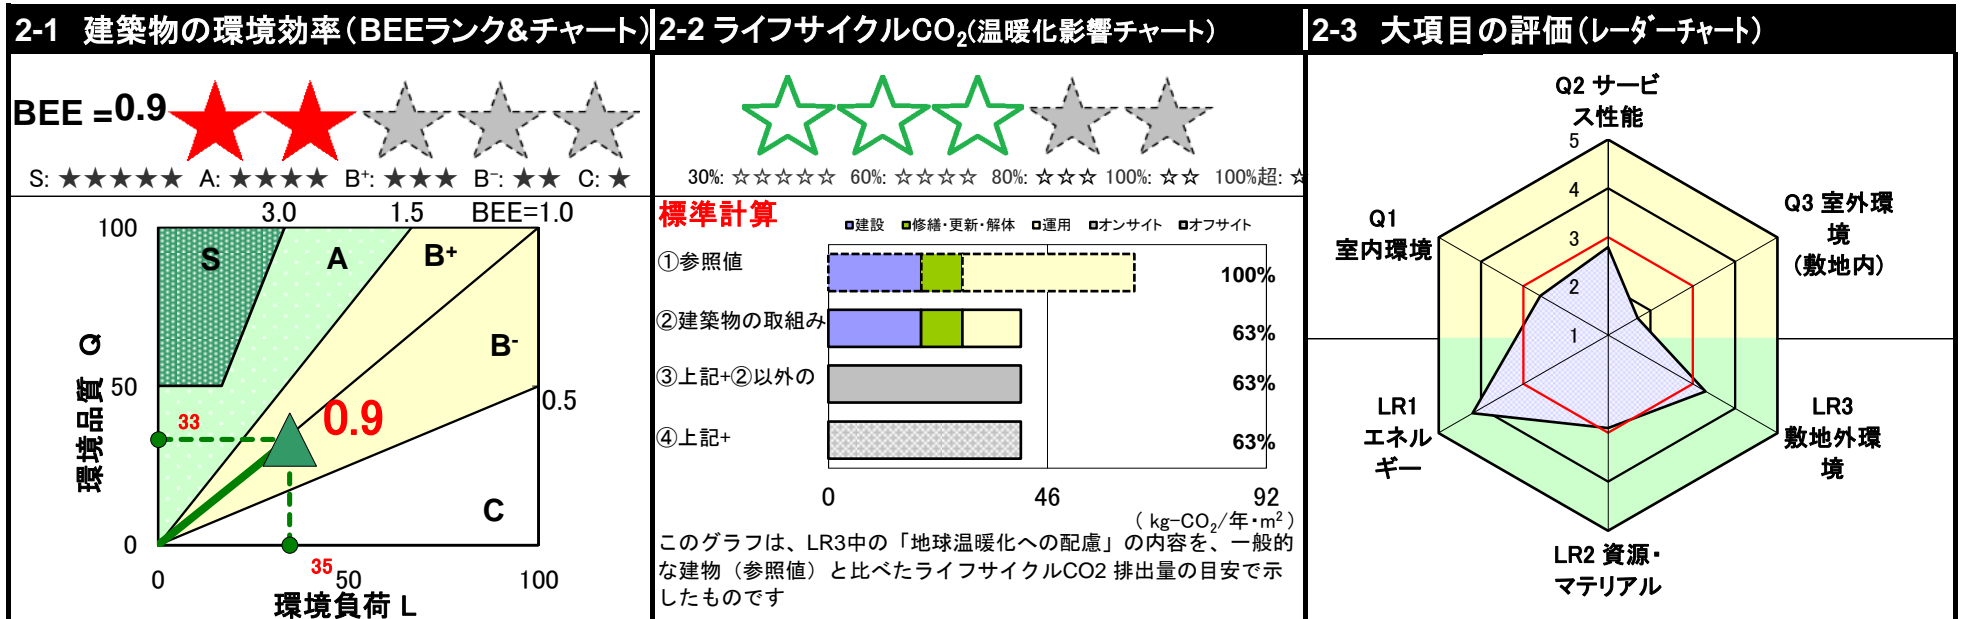 2-1 建築物の環境効率(BEEランク&チャート)
BEE = 0.9
S: ★★★★★ A: ★★★★ B⁺: ★★★ B⁻: ★★ C: ★
3.0 1.5 BEE=1.0
100
S A B⁺
B⁻
50
0.5
33
0.9
C
0
環境品質 Q
35
0 50 100
環境負荷 L
2-2 ライフサイクルCO₂(温暖化影響チャート)
30%: ☆☆☆☆☆ 60%: ☆☆☆☆ 80%: ☆☆☆ 100%: ☆☆ 100%超: ☆
標準計算
建設 修繕・更新・解体 運用 オンサイト オフサイト
①参照値 100%
②建築物の取組み 63%
③上記+②以外の 63%
④上記+ 63%
0 46 92
( kg-CO₂/年・m² )
このグラフは、LR3中の「地球温暖化への配慮」の内容を、一般的
な建物(参照値)と比べたライフサイクルCO2 排出量の目安で示
したものです
2-3 大項目の評価(レーダーチャート)
Q2 サービ
ス性能
5
4
3
2
1
Q1
室内環境
Q3 室外環
境
(敷地内)
LR1
エネル
ギー
LR3
敷地外環
境
LR2 資源・
マテリアル